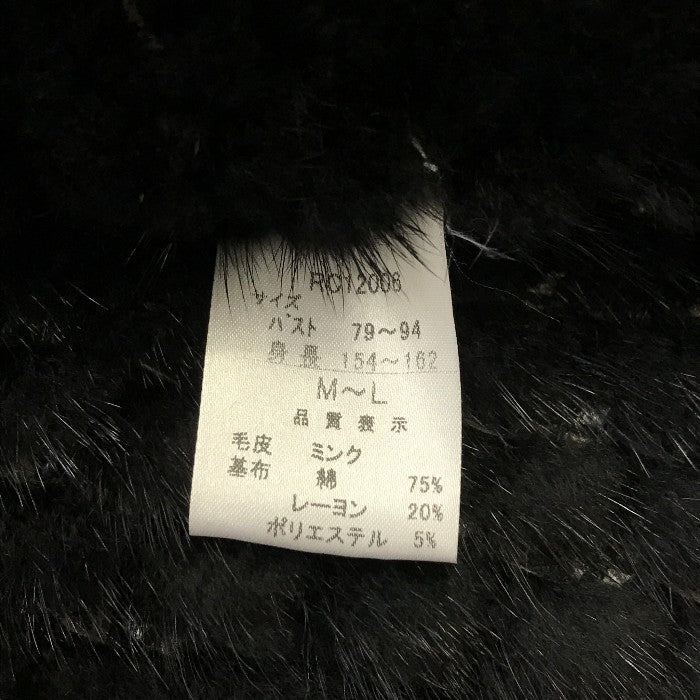 RC12006
サイズ
バスト 79～94
身長 154～162
M～L
品質表示
毛皮 ミンク
基布 綿 75%
レーヨン 20%
ポリエステル 5%